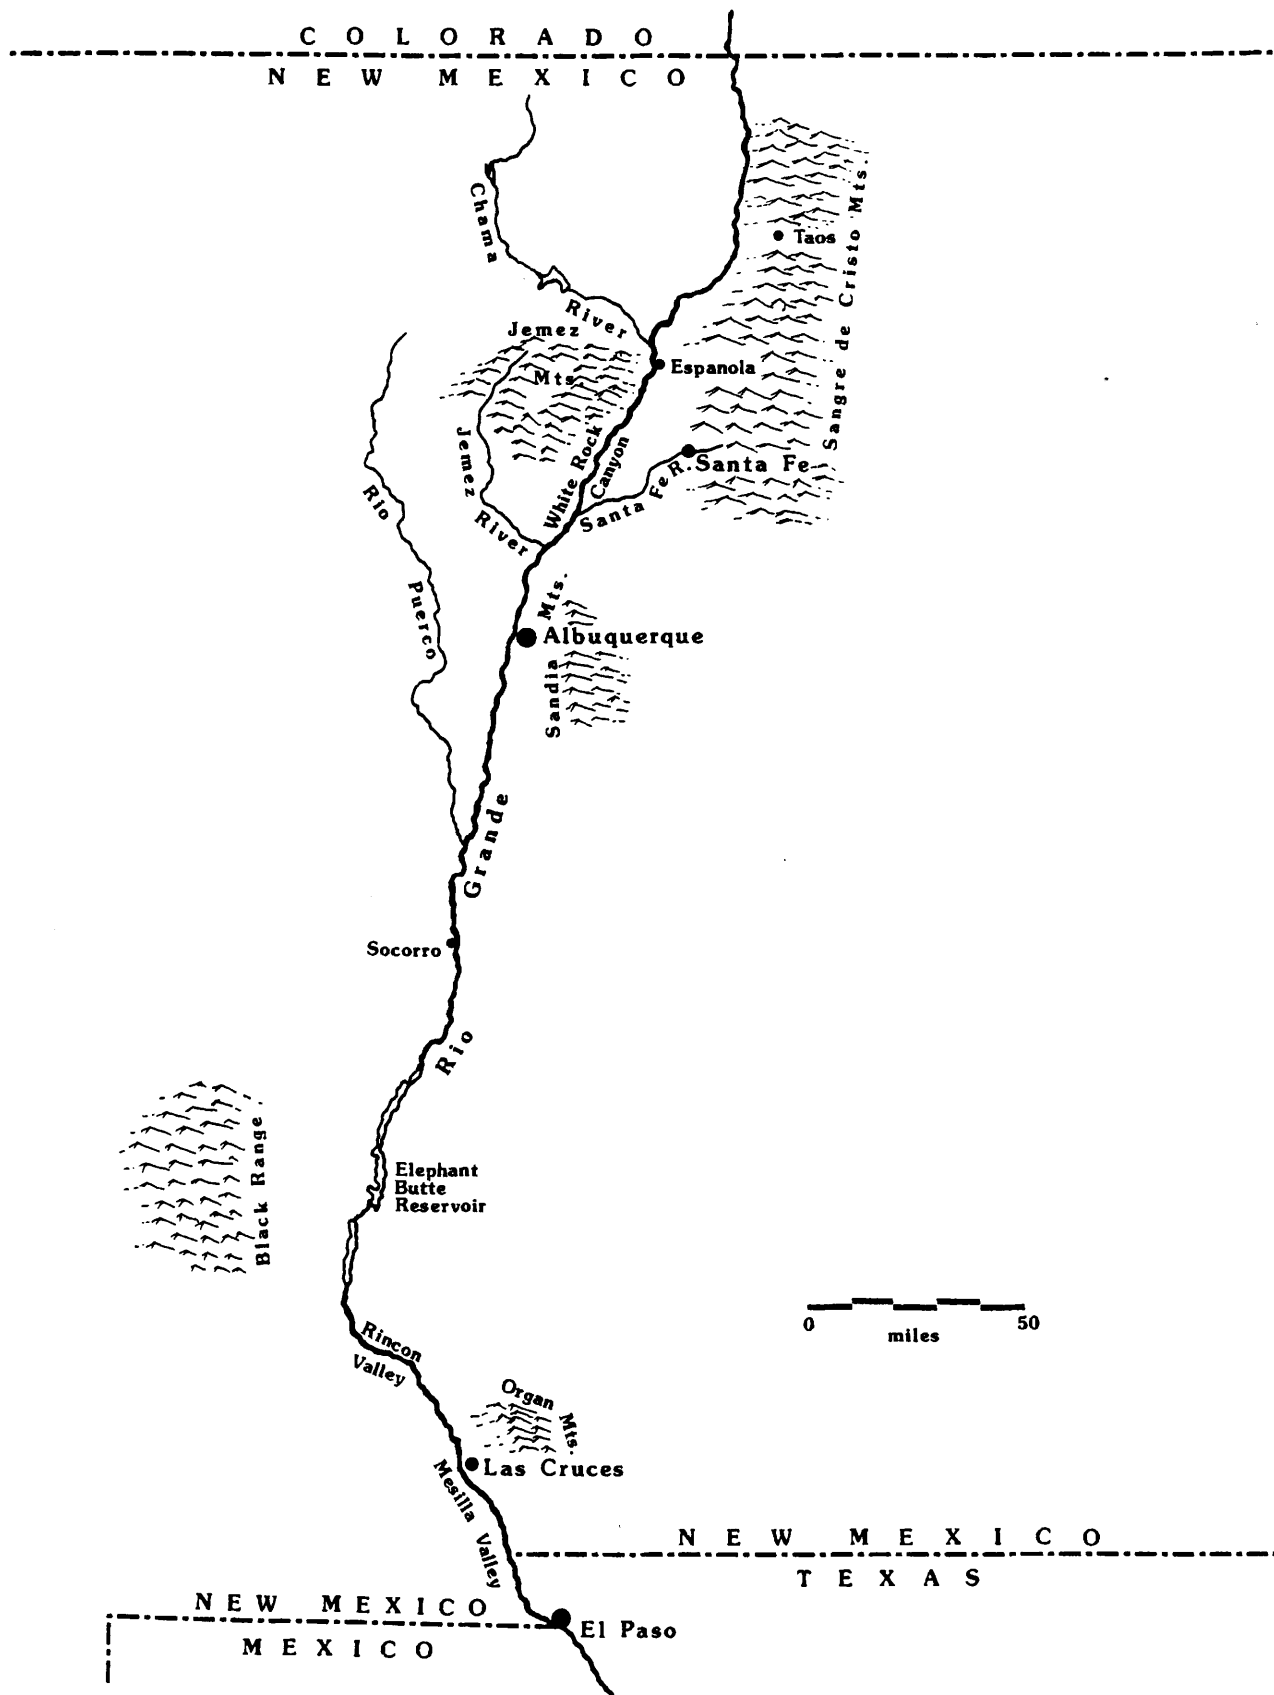 COLORADO
NEW MEXICO
Chama
River
Taos
Sangre de Cristo Mts.
Jemez
Mts.
Espanola
Jemez
River
White Rock
Canyon
Santa Fe R.
Santa Fe
Rio
Puerco
Sandia Mts.
Albuquerque
Rio Grande
Socorro
Elephant
Butte
Reservoir
Black Range
0 50
miles
Rincon
Valley
Organ Mts.
Las Cruces
Mesilla Valley
NEW MEXICO
TEXAS
NEW MEXICO
MEXICO
El Paso